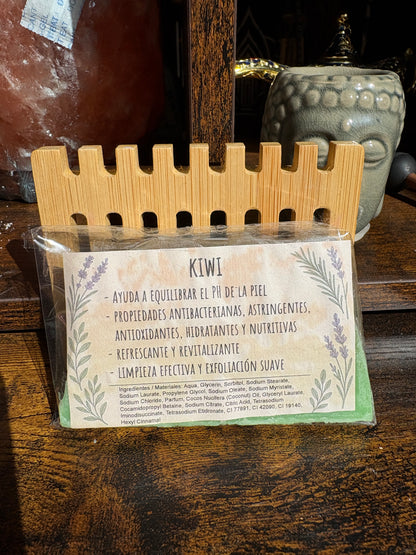 KIWI
- AYUDA A EQUILIBRAR EL PH DE LA PIEL
- PROPIEDADES ANTIBACTERIANAS, ASTRINGENTES,
ANTIOXIDANTES, HIDRATANTES Y NUTRITIVAS
- REFRESCANTE Y REVITALIZANTE
- LIMPIEZA EFECTIVA Y EXFOLIACIÓN SUAVE
Ingredientes / Materiales: Aqua, Glycerin, Sorbitol, Sodium Stearate,
Sodium Laurate, Propylene Glycol, Sodium Oleate, Sodium Myristate,
Sodium Chloride, Parfum, Cocos Nucifera (Coconut) Oil, Glyceryl Laurate,
Cocamidopropyl Betaine, Sodium Citrate, Citric Acid, Tetrasodium
Iminodisuccinate, Tetrasodium Etidronate, CI 77891, CI 42090, CI 19140,
Hexyl Cinnamal